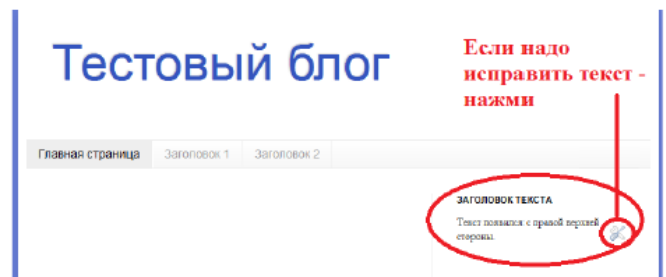 Тестовый блог
Если надо
исправить текст -
нажми
Главная страница Заголовок 1 Заголовок 2
ЗАГОЛОВОК ТЕКСТА
Текст появился с правой верхней
стороны.